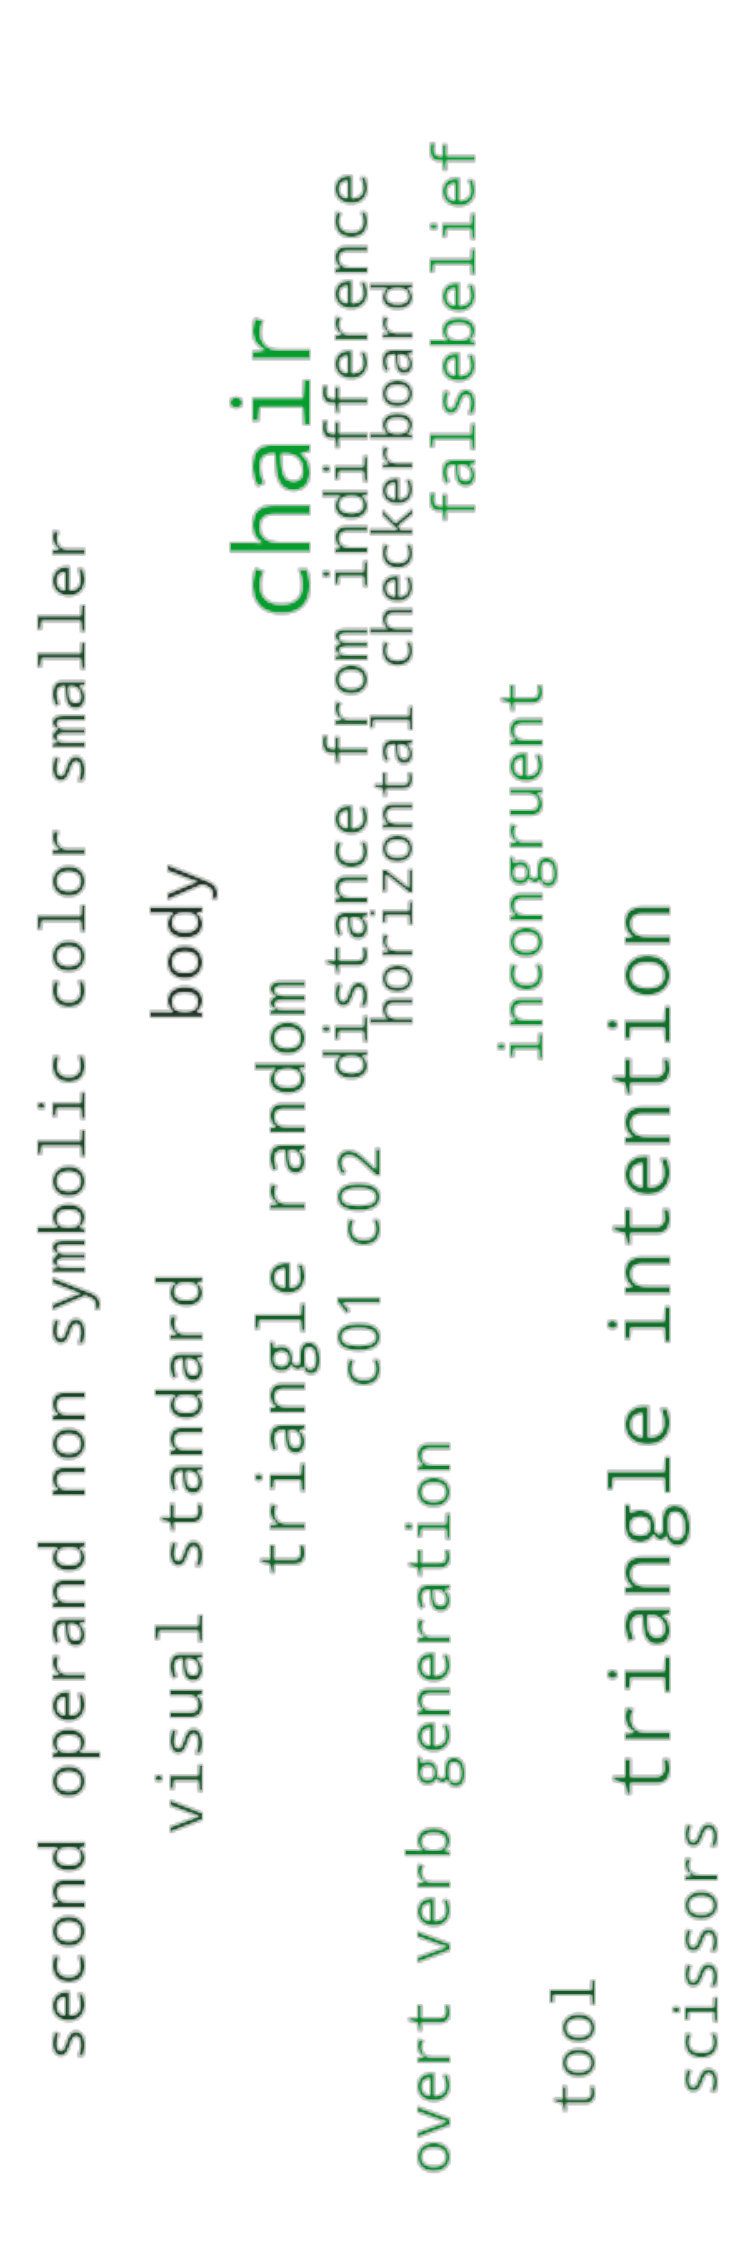 second operand non symbolic color smaller
body
visual standard
chair
triangle random
distance from indifference
c01 c02
horizontal checkerboard
falsebelief
overt verb generation
incongruent
tool
triangle intention
scissors